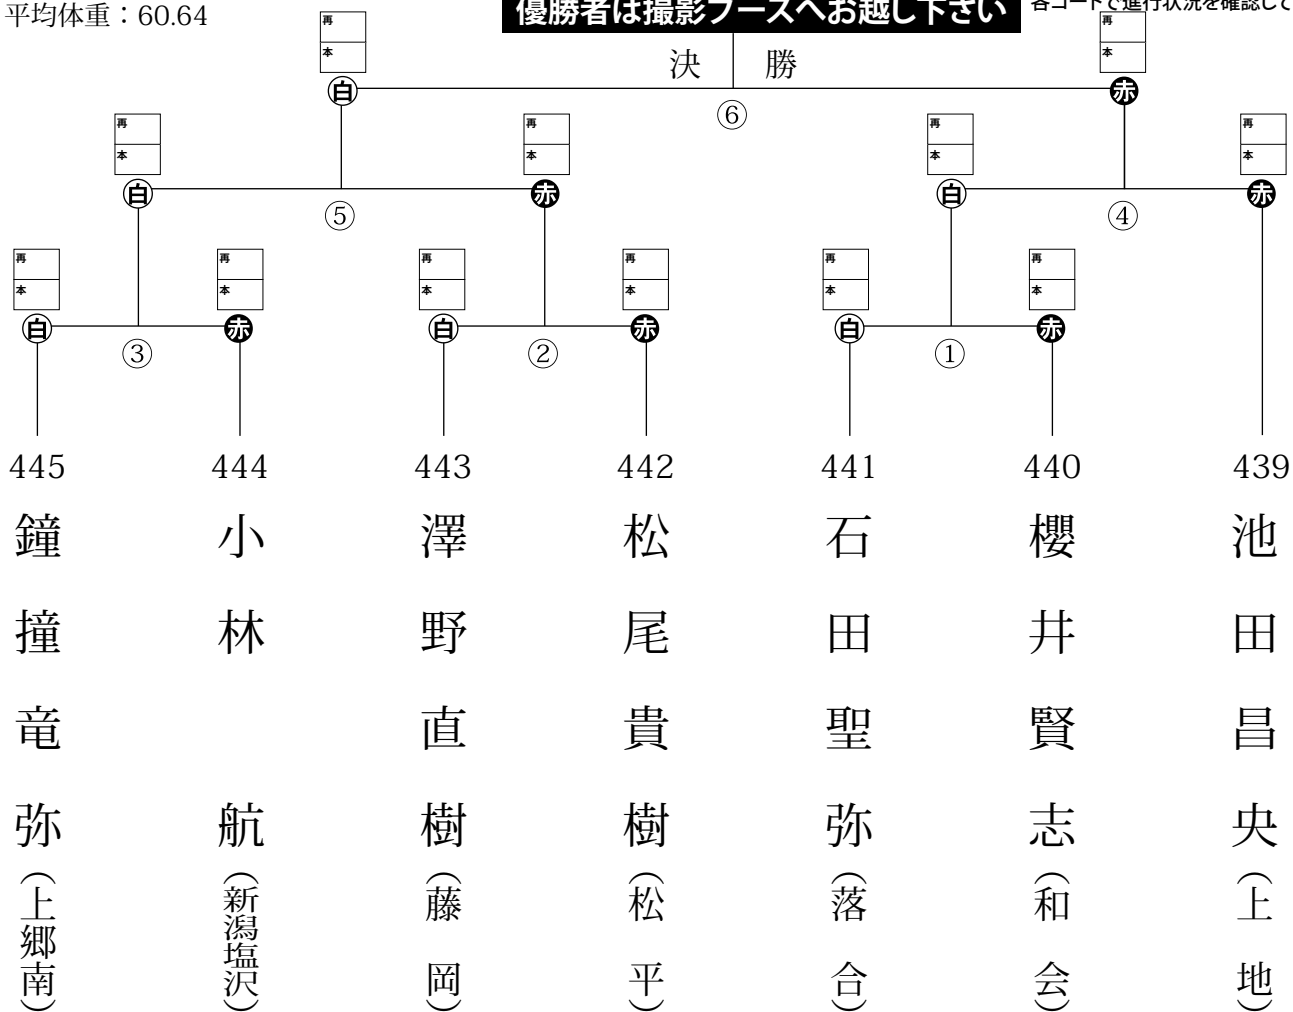 平均体重：60.64
優勝者は撮影ブースへお越し下さい
各コートで進行状況を確認して
再
本
再
本
決 勝
白
赤
⑥
再
本
再
本
再
本
再
本
白
赤
白
赤
⑤
④
再
本
再
本
再
本
再
本
再
本
再
本
白
赤
白
赤
白
赤
③
②
①
445
444
443
442
441
440
439
鐘撞竜弥（上郷南）
小林 航（新潟塩沢）
澤野直樹（藤岡）
松尾貴樹（松平）
石田聖弥（落合）
櫻井賢志（和会）
池田昌央（上地）